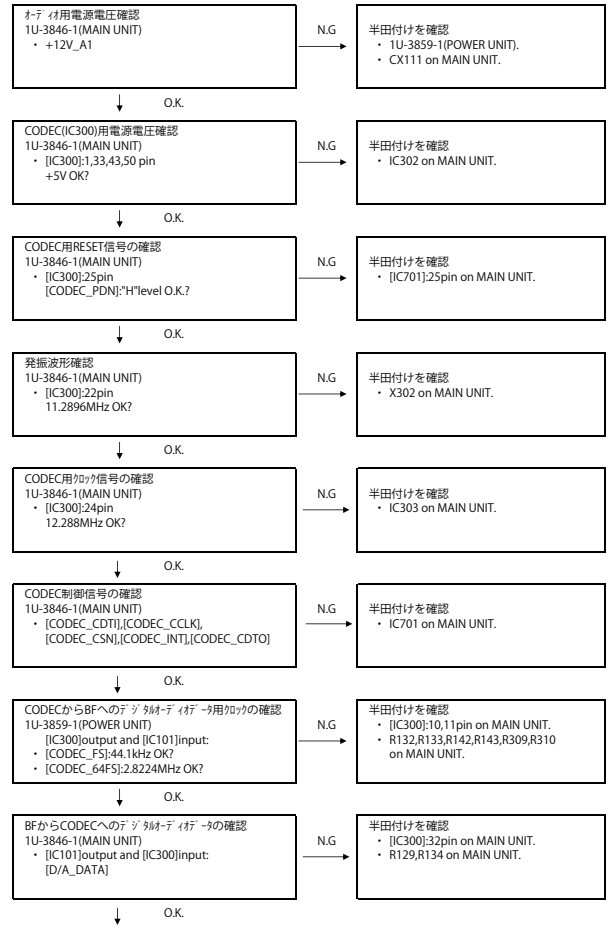 オーディオ用電源電圧確認
1U-3846-1(MAIN UNIT)
・ +12V_A1
N.G
半田付けを確認
・ 1U-3859-1(POWER UNIT).
・ CX111 on MAIN UNIT.
O.K.
CODEC(IC300)用電源電圧確認
1U-3846-1(MAIN UNIT)
・ [IC300]:1,33,43,50 pin
+5V OK?
N.G
半田付けを確認
・ IC302 on MAIN UNIT.
O.K.
CODEC用RESET信号の確認
1U-3846-1(MAIN UNIT)
・ [IC300]:25pin
[CODEC_PDN]:"H"level O.K.?
N.G
半田付けを確認
・ [IC701]:25pin on MAIN UNIT.
O.K.
発振波形確認
1U-3846-1(MAIN UNIT)
・ [IC300]:22pin
11.2896MHz OK?
N.G
半田付けを確認
・ X302 on MAIN UNIT.
O.K.
CODEC用クロック信号の確認
1U-3846-1(MAIN UNIT)
・ [IC300]:24pin
12.288MHz OK?
N.G
半田付けを確認
・ IC303 on MAIN UNIT.
O.K.
CODEC制御信号の確認
1U-3846-1(MAIN UNIT)
・ [CODEC_CDTI],[CODEC_CCLK],
[CODEC_CSN],[CODEC_INT],[CODEC_CDTO]
N.G
半田付けを確認
・ IC701 on MAIN UNIT.
O.K.
CODECからBFへのデジタルオーディオデータ用クロックの確認
1U-3859-1(POWER UNIT)
[IC300]output and [IC101]input:
・ [CODEC_FS]:44.1kHz OK?
・ [CODEC_64FS]:2.8224MHz OK?
N.G
半田付けを確認
・ [IC300]:10,11pin on MAIN UNIT.
・ R132,R133,R142,R143,R309,R310
on MAIN UNIT.
O.K.
BFからCODECへのデジタルオーディオデータの確認
1U-3846-1(MAIN UNIT)
・ [IC101]output and [IC300]input:
[D/A_DATA]
N.G
半田付けを確認
・ [IC300]:32pin on MAIN UNIT.
・ R129,R134 on MAIN UNIT.
O.K.